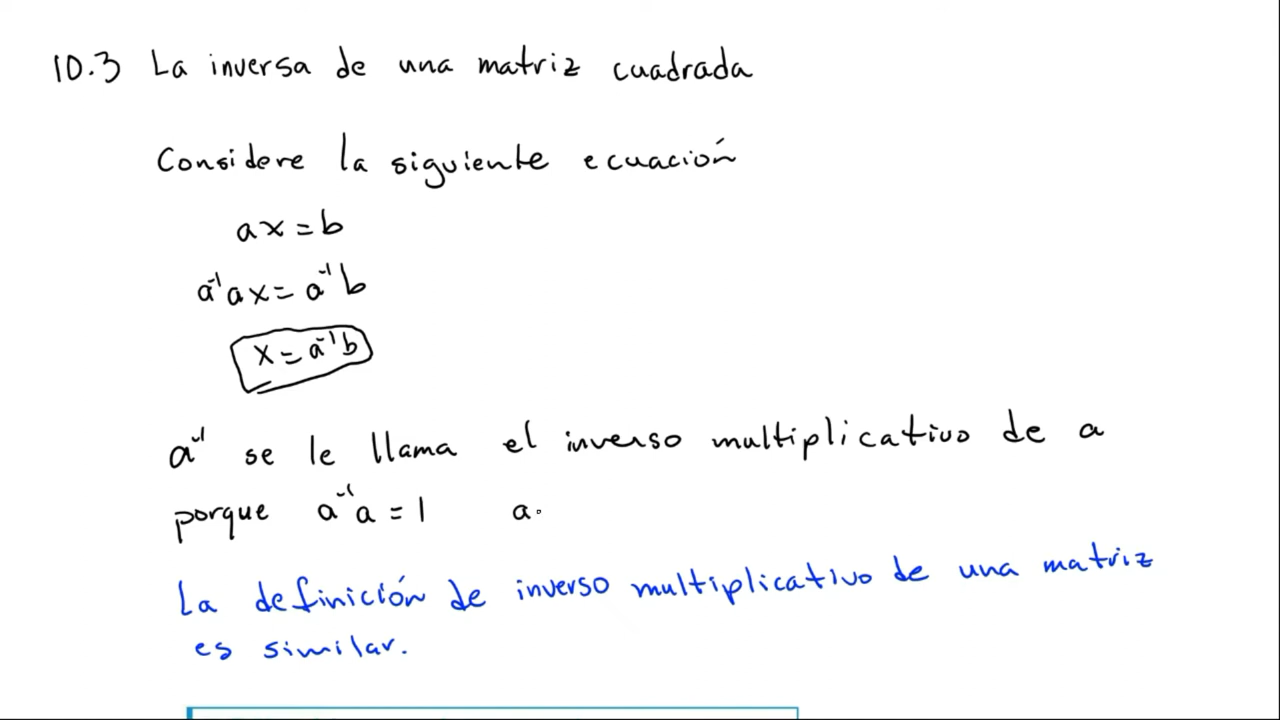 10.3 La inversa de una matriz cuadrada
Considere la siguiente ecuación
ax = b
a⁻¹ax = a⁻¹b
x = a⁻¹b
a⁻¹ se le llama el inverso multiplicativo de a
porque a⁻¹a = 1 a
La definición de inverso multiplicativo de una matriz
es similar.